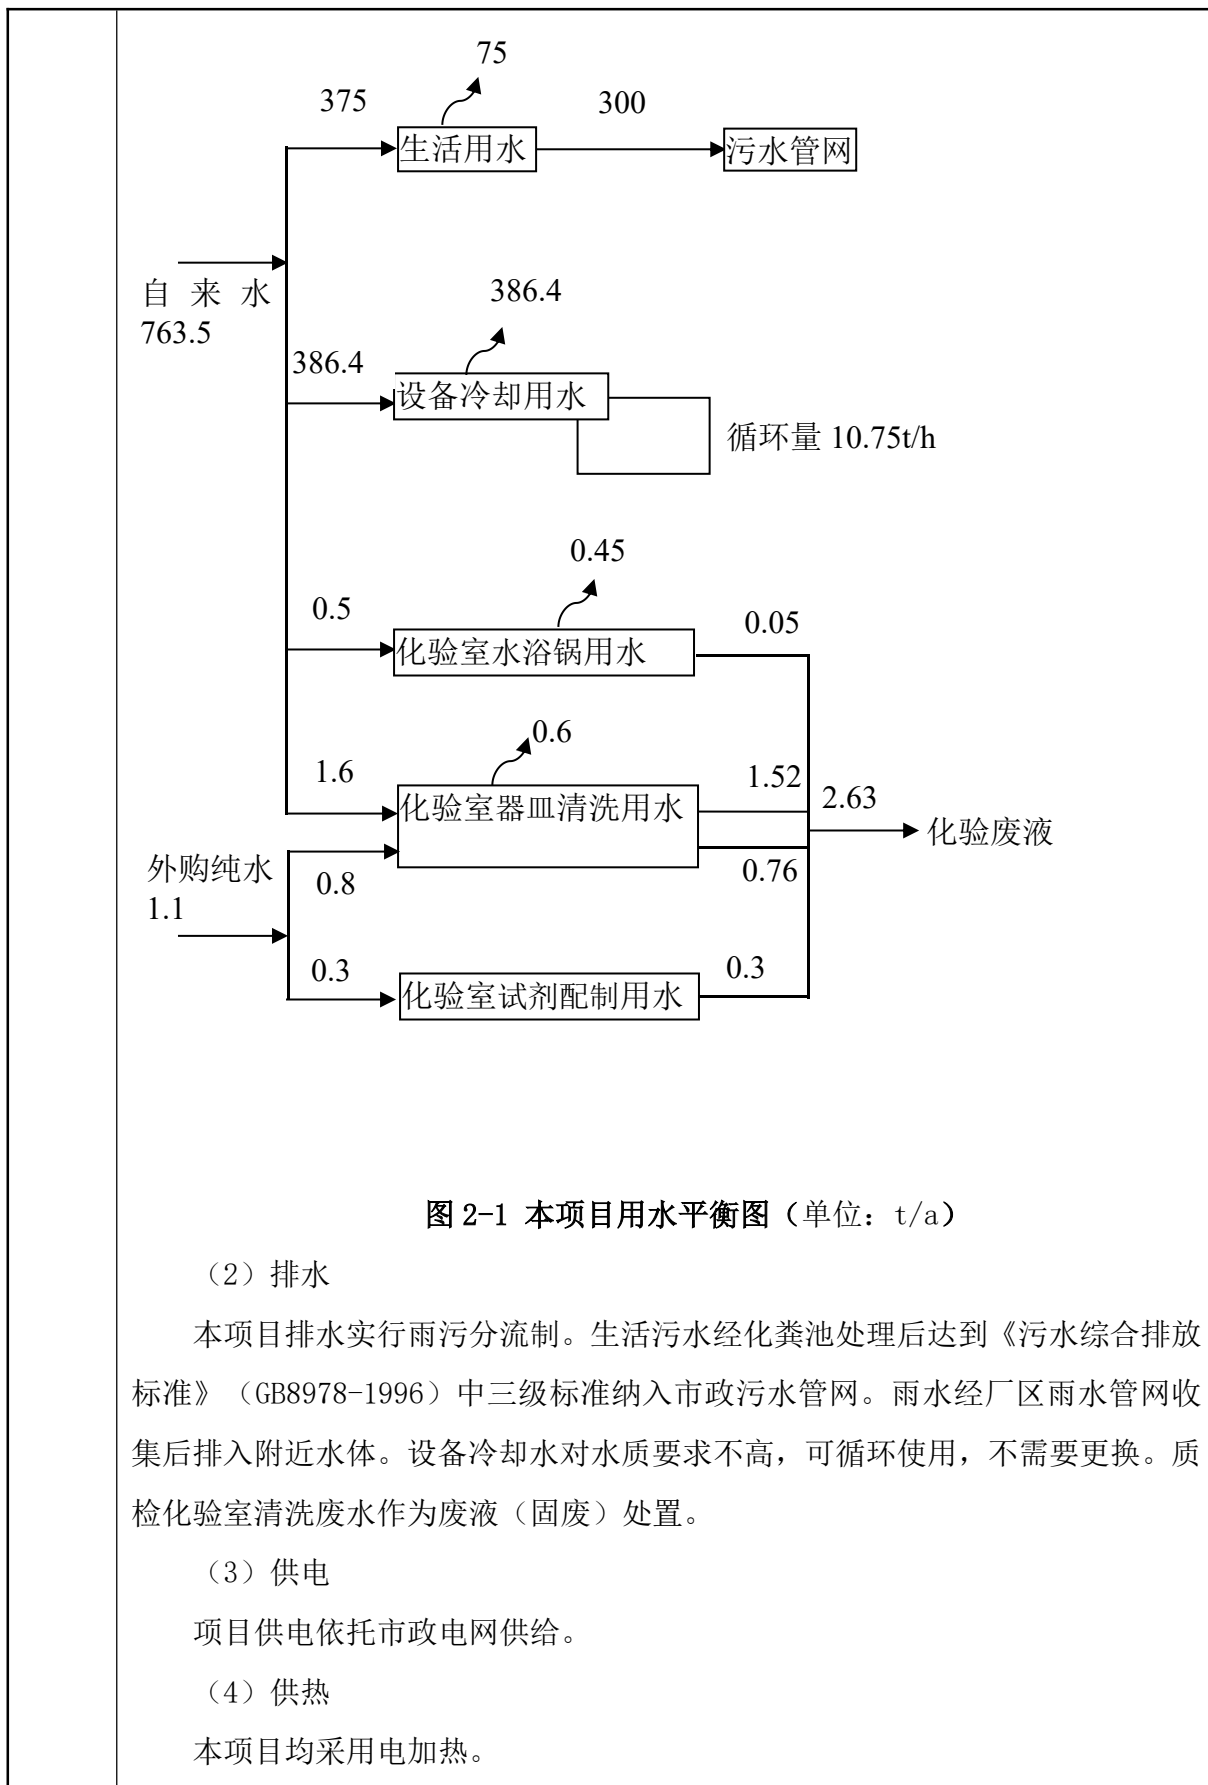 75
375
300
生活用水
污水管网
自来水
763.5
386.4
386.4
设备冷却用水
循环量 10.75t/h
0.45
0.5
0.05
化验室水浴锅用水
0.6
1.6
1.52
化验室器皿清洗用水
2.63
化验废液
外购纯水
1.1
0.8
0.76
0.3
0.3
化验室试剂配制用水
图 2-1 本项目用水平衡图（单位：t/a）
（2）排水
本项目排水实行雨污分流制。生活污水经化粪池处理后达到《污水综合排放
标准》（GB8978-1996）中三级标准纳入市政污水管网。雨水经厂区雨水管网收
集后排入附近水体。设备冷却水对水质要求不高，可循环使用，不需要更换。质
检化验室清洗废水作为废液（固废）处置。
（3）供电
项目供电依托市政电网供给。
（4）供热
本项目均采用电加热。